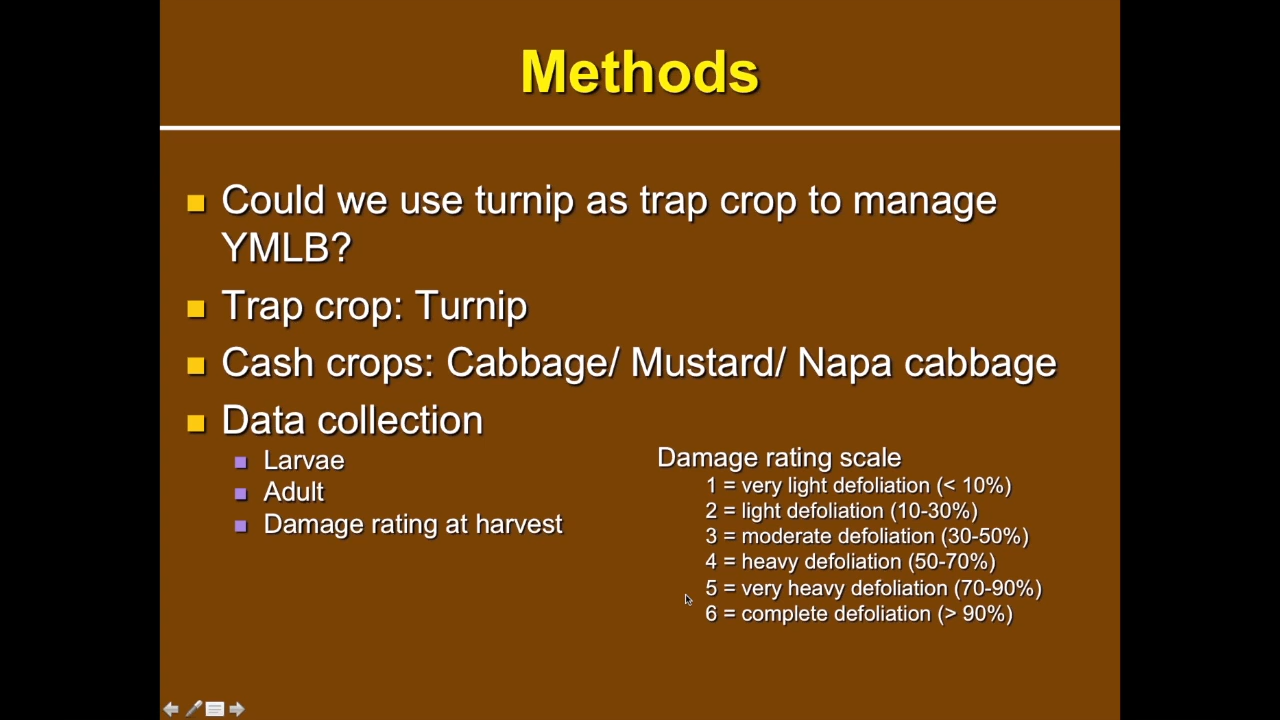 Methods
Could we use turnip as trap crop to manage
YMLB?
Trap crop: Turnip
Cash crops: Cabbage/ Mustard/ Napa cabbage
Data collection
Larvae
Adult
Damage rating at harvest
Damage rating scale
1 = very light defoliation (< 10%)
2 = light defoliation (10-30%)
3 = moderate defoliation (30-50%)
4 = heavy defoliation (50-70%)
5 = very heavy defoliation (70-90%)
6 = complete defoliation (> 90%)